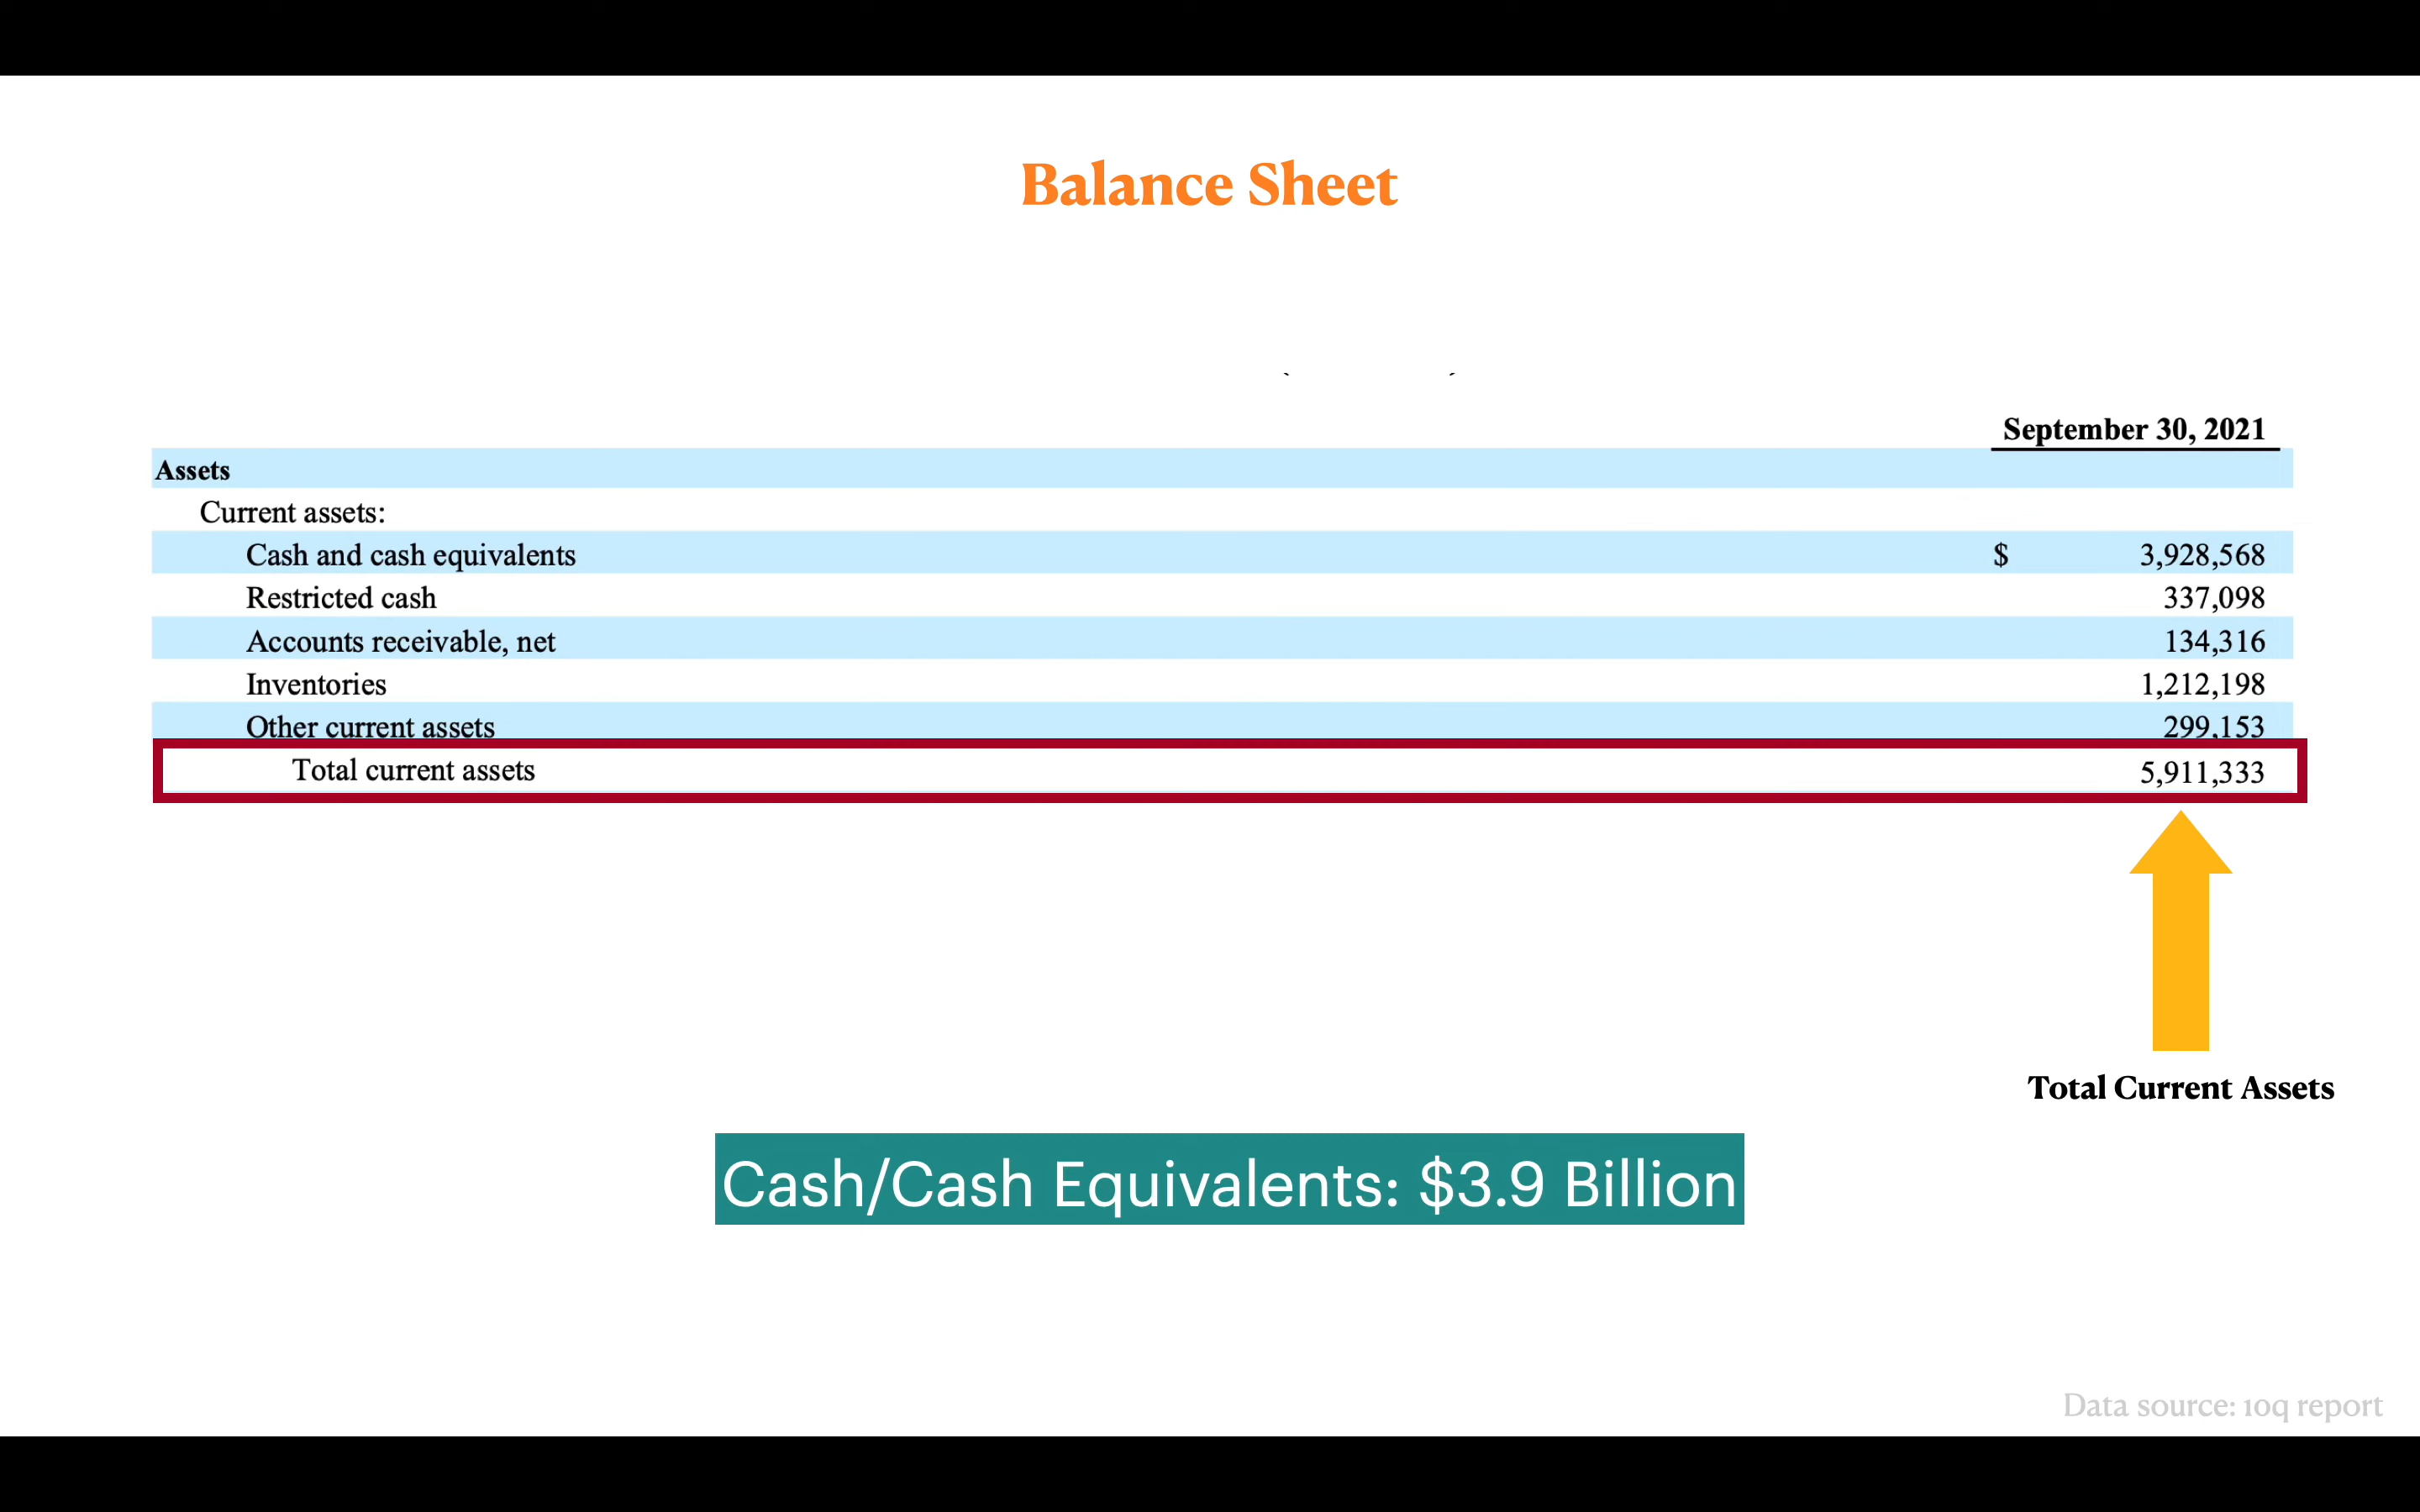 Balance Sheet
September 30, 2021
Assets
Current assets:
Cash and cash equivalents $ 3,928,568
Restricted cash 337,098
Accounts receivable, net 134,316
Inventories 1,212,198
Other current assets 299,153
Total current assets 5,911,333
Total Current Assets
Cash/Cash Equivalents: $3.9 Billion
Data source: 10q report